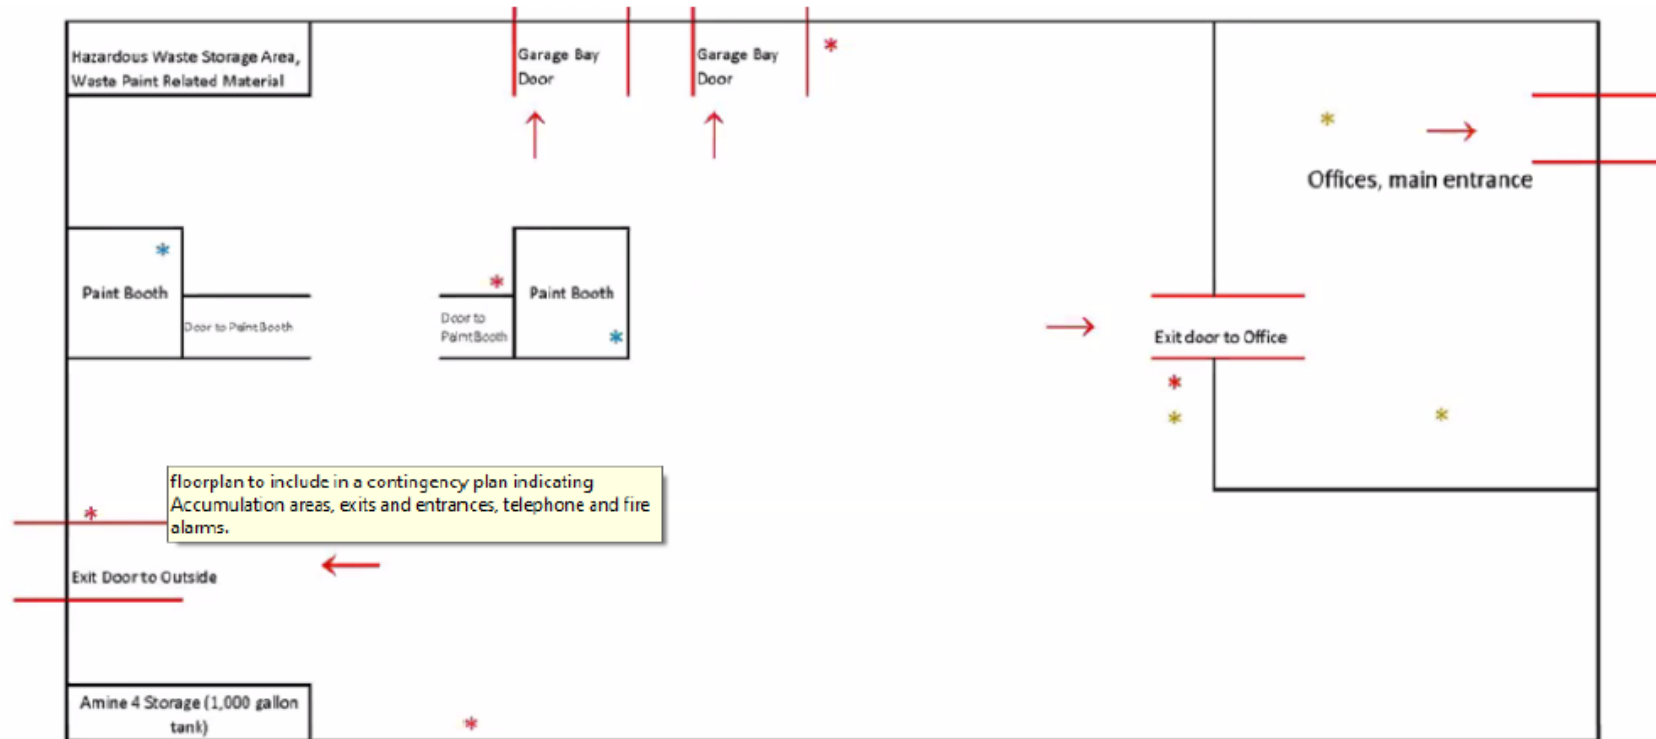 Hazardous Waste Storage Area,
Waste Paint Related Material
Garage Bay
Door
Garage Bay
Door
Offices, main entrance
Paint Booth
Door to Paint Booth
Door to
Paint Booth
Paint Booth
Exit door to Office
floorplan to include in a contingency plan indicating
Accumulation areas, exits and entrances, telephone and fire
alarms.
Exit Door to Outside
Amine 4 Storage (1,000 gallon
tank)